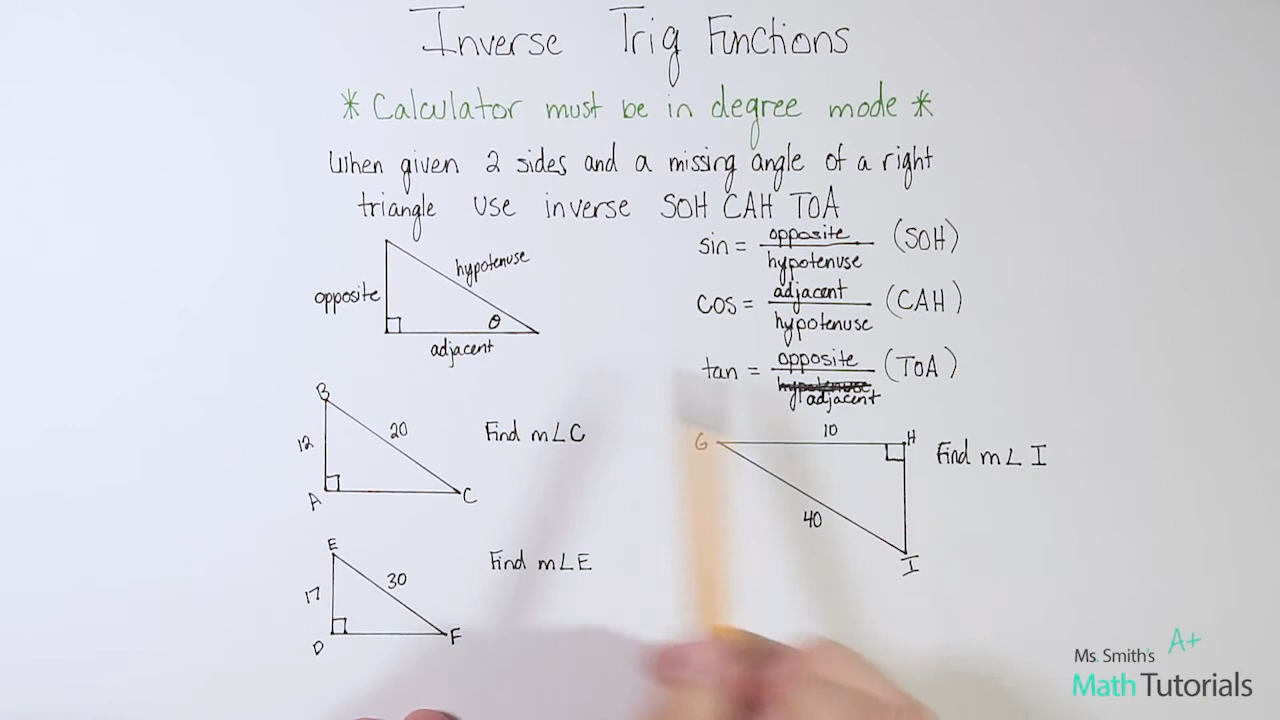 Inverse Trig Functions
* Calculator must be in degree mode *
When given 2 sides and a missing angle of a right
triangle use inverse SOH CAH TOA
sin = opposite / hypotenuse (SOH)
cos = adjacent / hypotenuse (CAH)
tan = opposite / adjacent (TOA)
hypotenuse
opposite
θ
adjacent
B
12
20
A
C
Find m∠C
E
17
30
D
F
Find m∠E
G
10
H
40
I
Find m∠I
Ms. Smith's A+
Math Tutorials